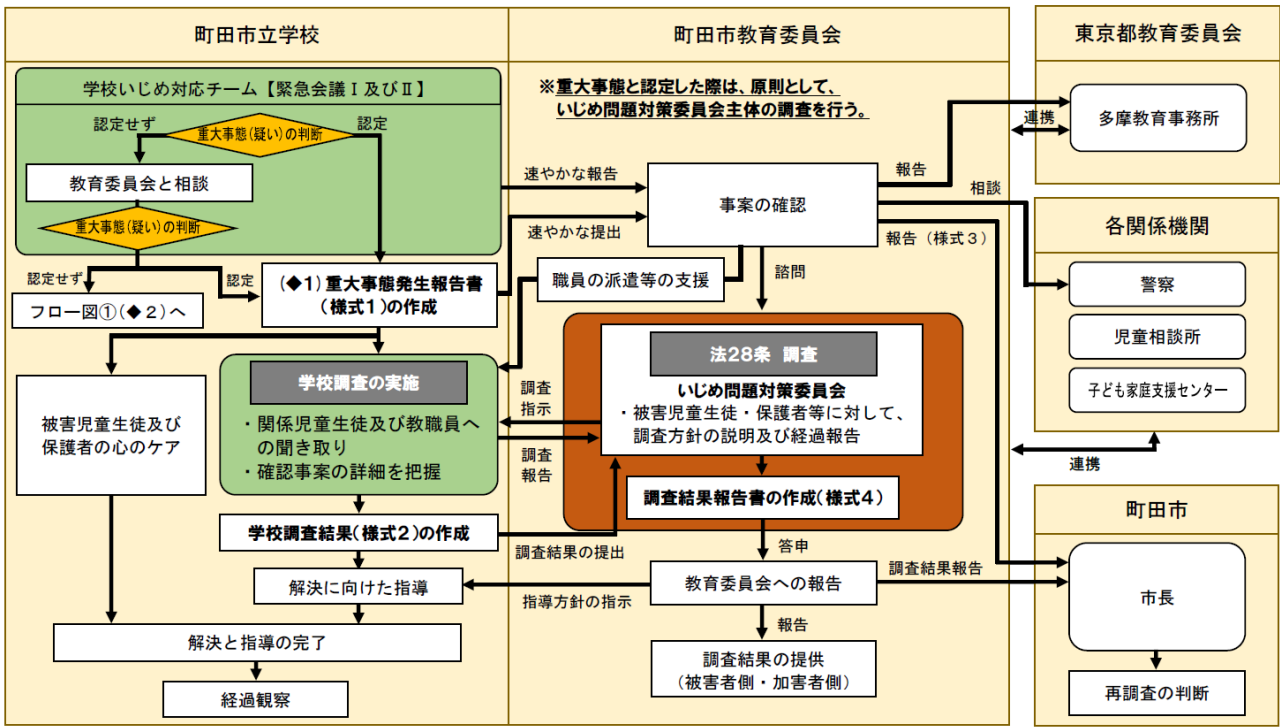 町田市立学校
学校いじめ対応チーム【緊急会議Ⅰ及びⅡ】
認定せず
重大事態(疑い)の判断
認定
教育委員会と相談
重大事態(疑い)の判断
認定せず
認定
フロー図①(◆2)へ
(◆1)重大事態発生報告書
(様式1)の作成
学校調査の実施
・関係児童生徒及び教職員へ
の聞き取り
・確認事案の詳細を把握
被害児童生徒及び
保護者の心のケア
学校調査結果(様式2)の作成
解決に向けた指導
解決と指導の完了
経過観察
町田市教育委員会
※重大事態と認定した際は、原則として、
いじめ問題対策委員会主体の調査を行う。
速やかな報告
速やかな提出
事案の確認
職員の派遣等の支援
諮問
法28条 調査
いじめ問題対策委員会
・被害児童生徒・保護者等に対して、
調査方針の説明及び経過報告
調査
指示
調査
報告
調査結果報告書の作成(様式4)
調査結果の提出
答申
教育委員会への報告
指導方針の指示
報告
調査結果の提供
(被害者側・加害者側)
報告
相談
報告(様式3)
調査結果報告
東京都教育委員会
連携
多摩教育事務所
各関係機関
警察
児童相談所
子ども家庭支援センター
連携
町田市
市長
再調査の判断